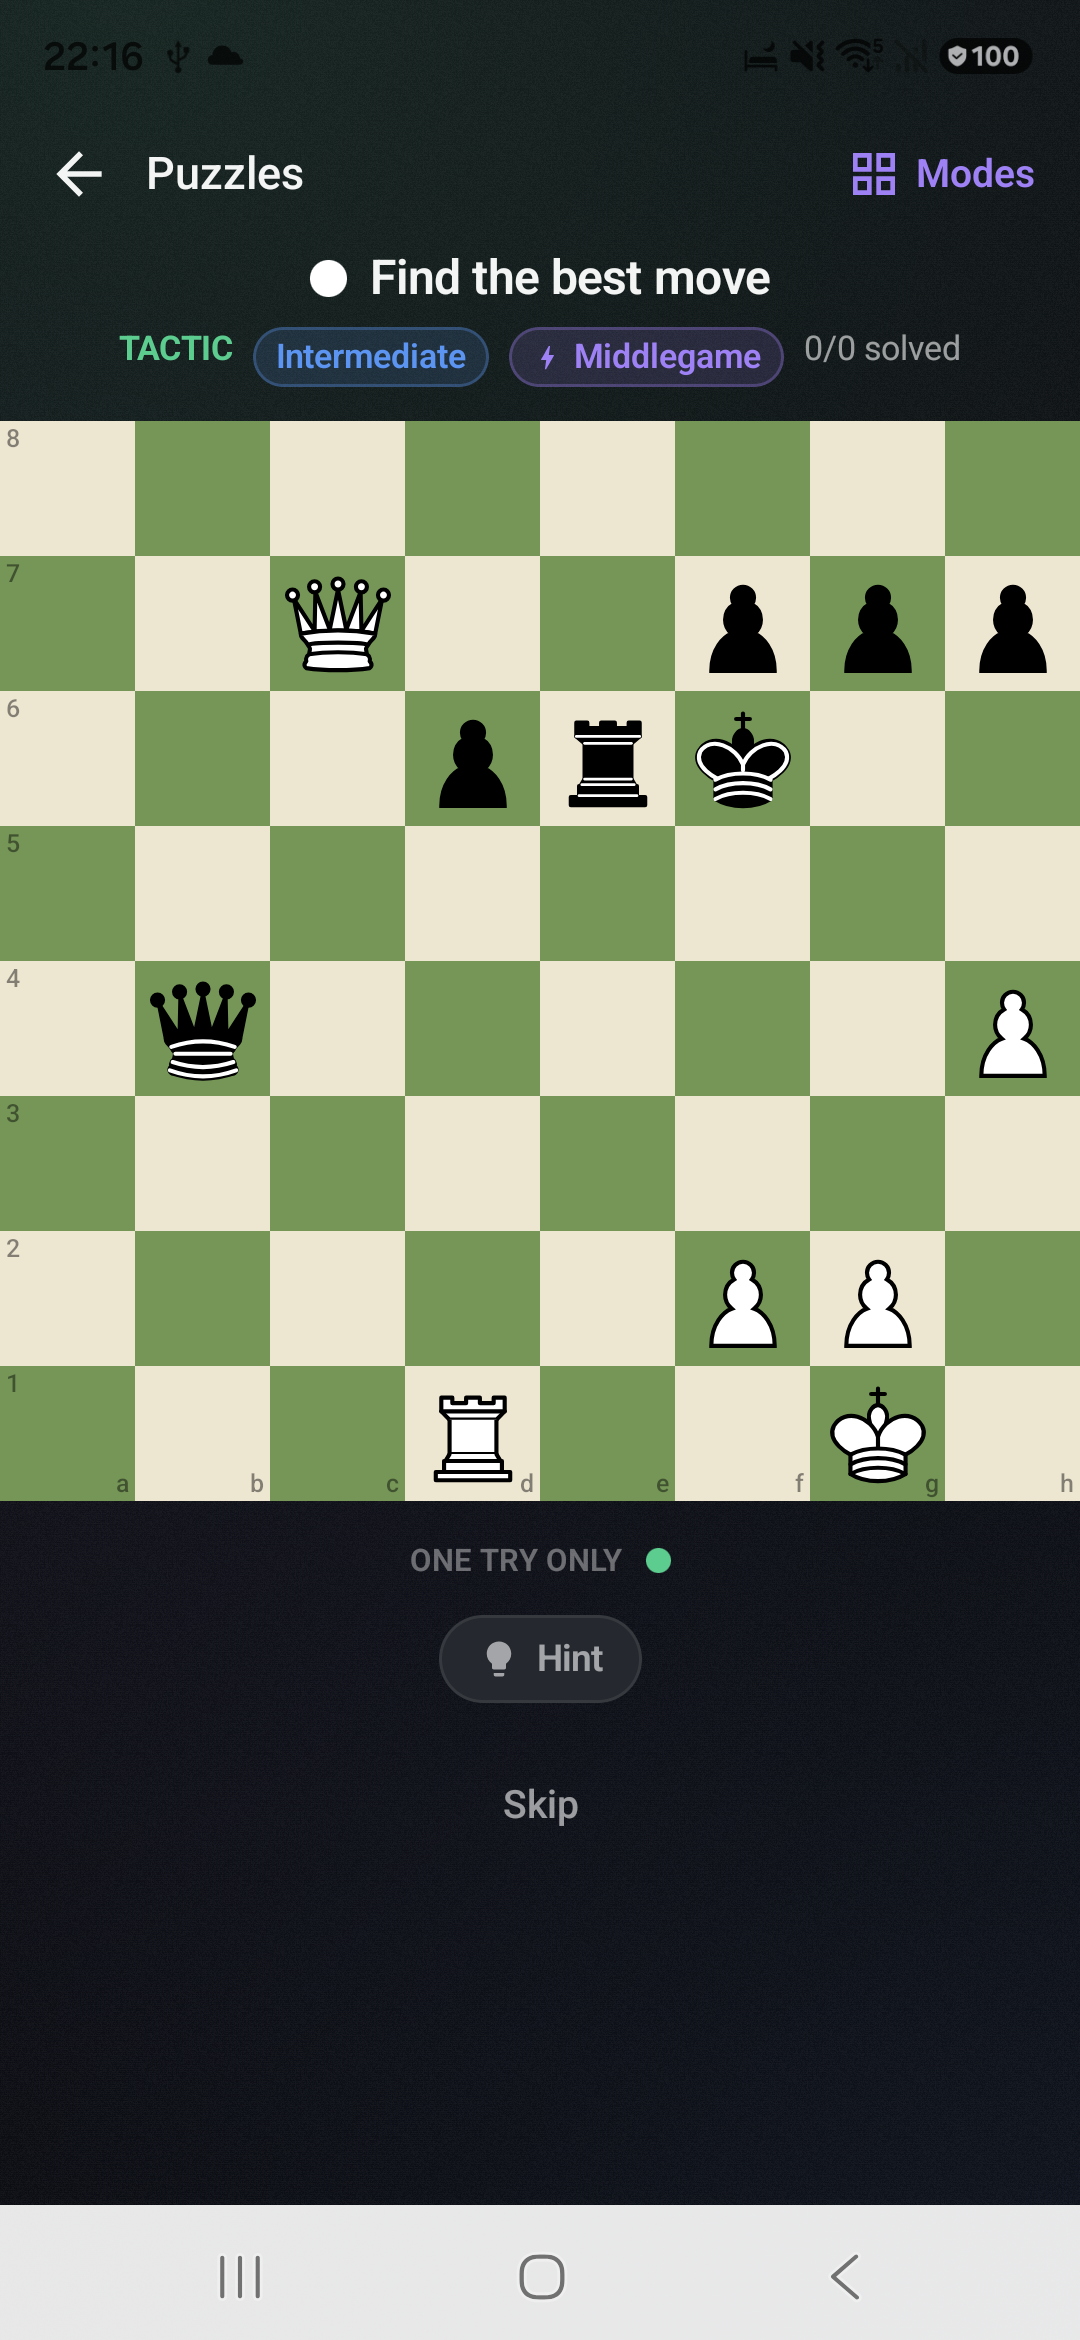 22:16
5
100
Puzzles
Modes
Find the best move
TACTIC Intermediate Middlegame 0/0 solved
8
7
6
5
4
3
2
1
a b c d e f g h
ONE TRY ONLY
Hint
Skip